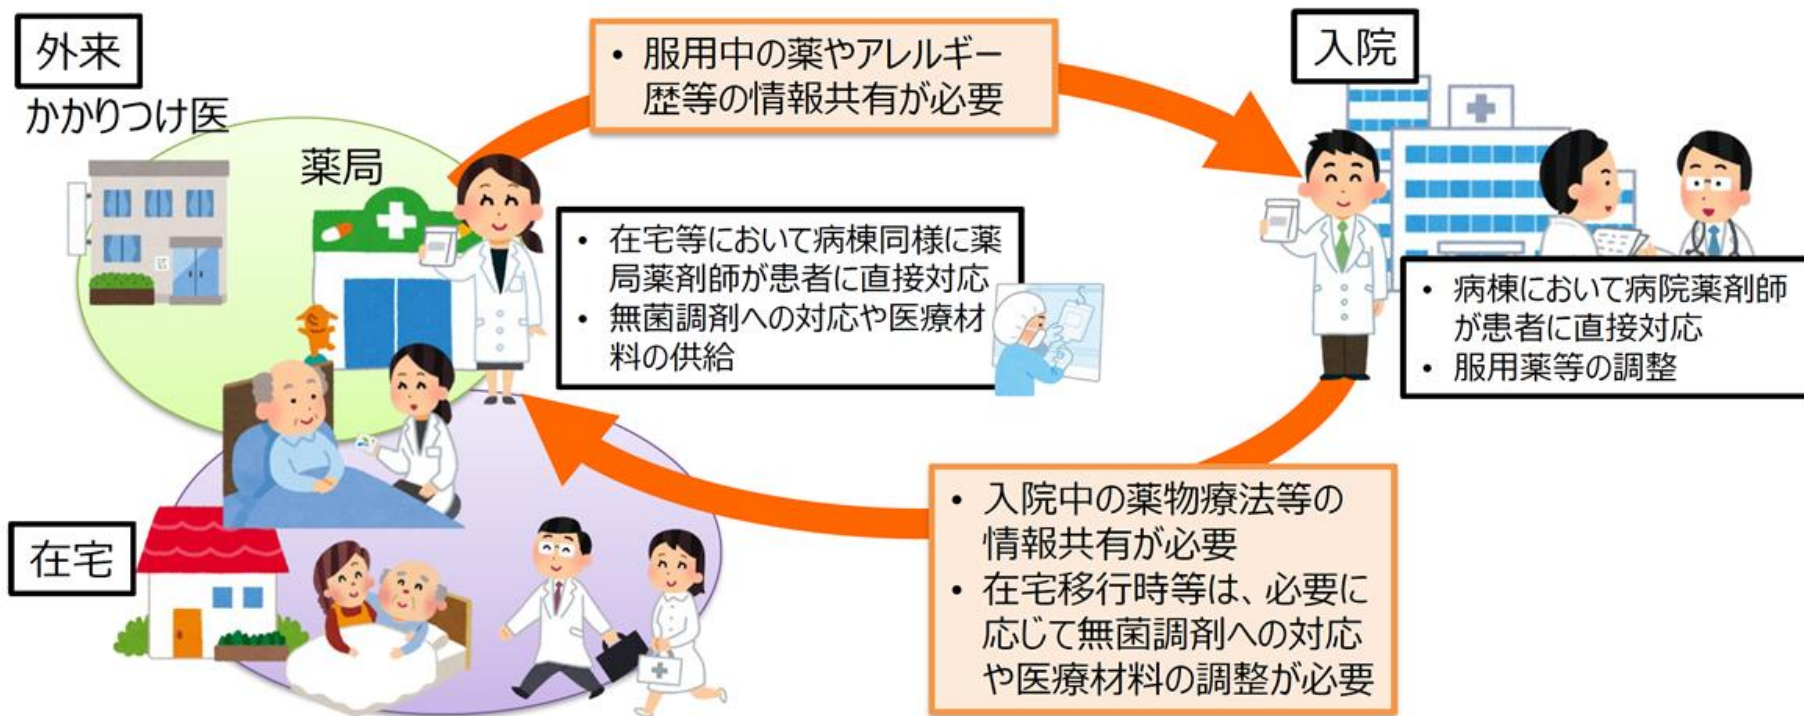 外来
かかりつけ医
薬局
• 服用中の薬やアレルギー
歴等の情報共有が必要
入院
• 在宅等において病棟同様に薬
局薬剤師が患者に直接対応
• 無菌調剤への対応や医療材
料の供給
• 病棟において病院薬剤師
が患者に直接対応
• 服用薬等の調整
在宅
• 入院中の薬物療法等の
情報共有が必要
• 在宅移行時等は、必要に
応じて無菌調剤への対応
や医療材料の調整が必要